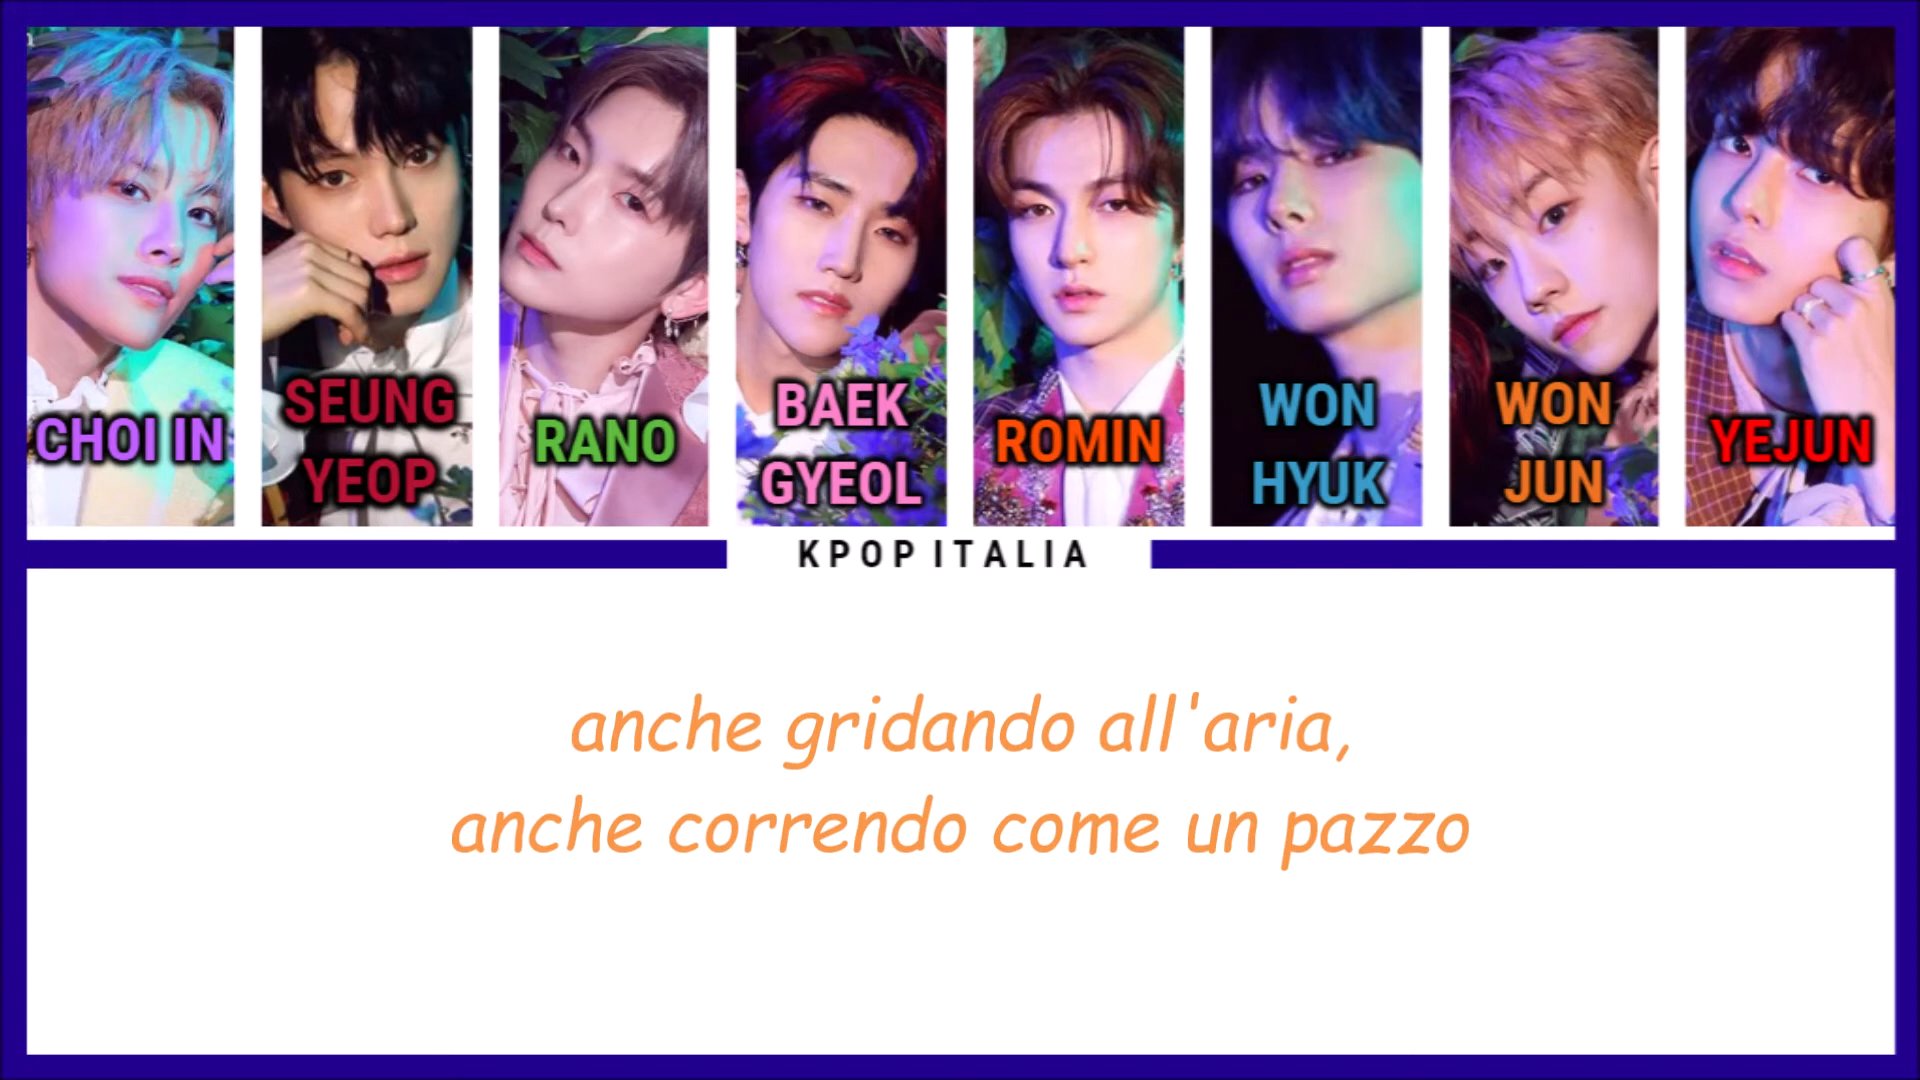 CHOI IN
SEUNG
YEOP
RANO
BAEK
GYEOL
ROMIN
WON
HYUK
WON
JUN
YEJUN
KPOP ITALIA
anche gridando all'aria,
anche correndo come un pazzo